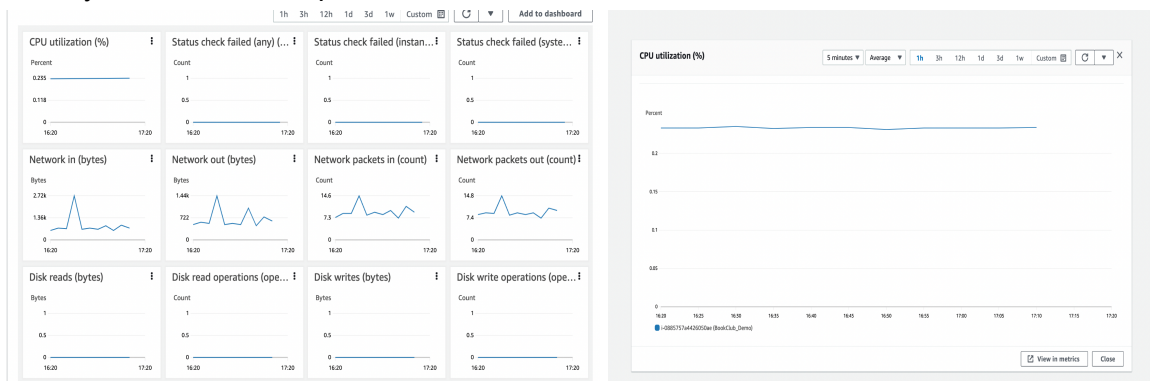 1h 3h 12h 1d 3d 1w Custom Add to dashboard
CPU utilization (%) Status check failed (any) (... Status check failed (instan... Status check failed (syste...
Percent Count Count Count
0.235 1 1 1
0.118 0.5 0.5 0.5
0 0 0 0
16:20 17:20 16:20 17:20 16:20 17:20 16:20 17:20
Network in (bytes) Network out (bytes) Network packets in (count) Network packets out (count)
Bytes Bytes Count Count
2.72k 1.44k 14.6 14.8
1.36k 722 7.3 7.4
0 0 0 0
16:20 17:20 16:20 17:20 16:20 17:20 16:20 17:20
Disk reads (bytes) Disk read operations (ope... Disk writes (bytes) Disk write operations (ope...
Bytes Count Bytes Count
1 1 1 1
0.5 0.5 0.5 0.5
0 0 0 0
16:20 17:20 16:20 17:20 16:20 17:20 16:20 17:20
CPU utilization (%) 5 minutes Average 1h 3h 12h 1d 3d 1w Custom
Percent
0.2
0.15
0.1
0.05
0
16:20 16:25 16:30 16:35 16:40 16:45 16:50 16:55 17:00 17:05 17:10 17:15 17:20
i-0885757a4426050ae (BookClub_Demo)
View in metrics Close